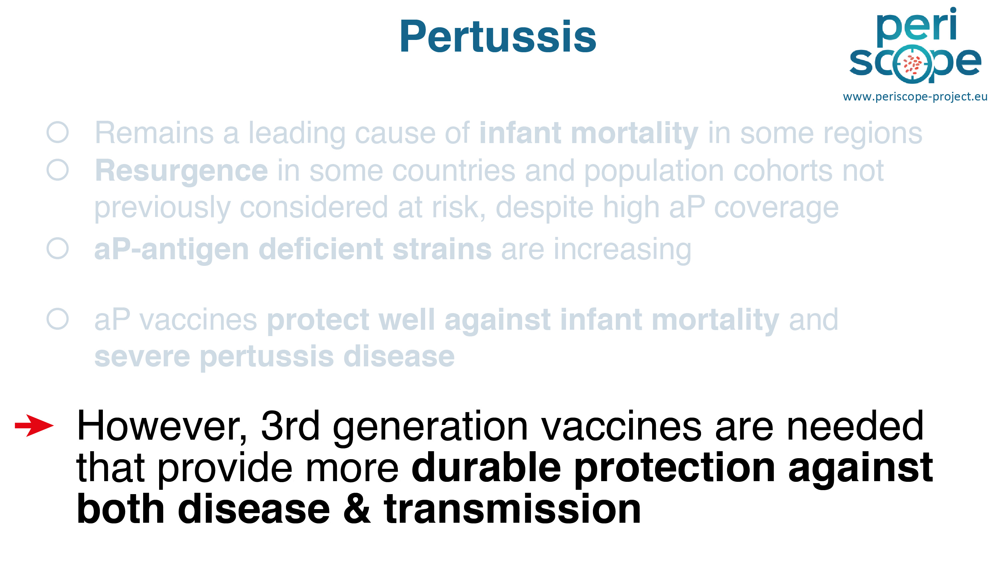 Pertussis
peri
scope
www.periscope-project.eu
Remains a leading cause of infant mortality in some regions
Resurgence in some countries and population cohorts not
previously considered at risk, despite high aP coverage
aP-antigen deficient strains are increasing
aP vaccines protect well against infant mortality and
severe pertussis disease
However, 3rd generation vaccines are needed
that provide more durable protection against
both disease & transmission